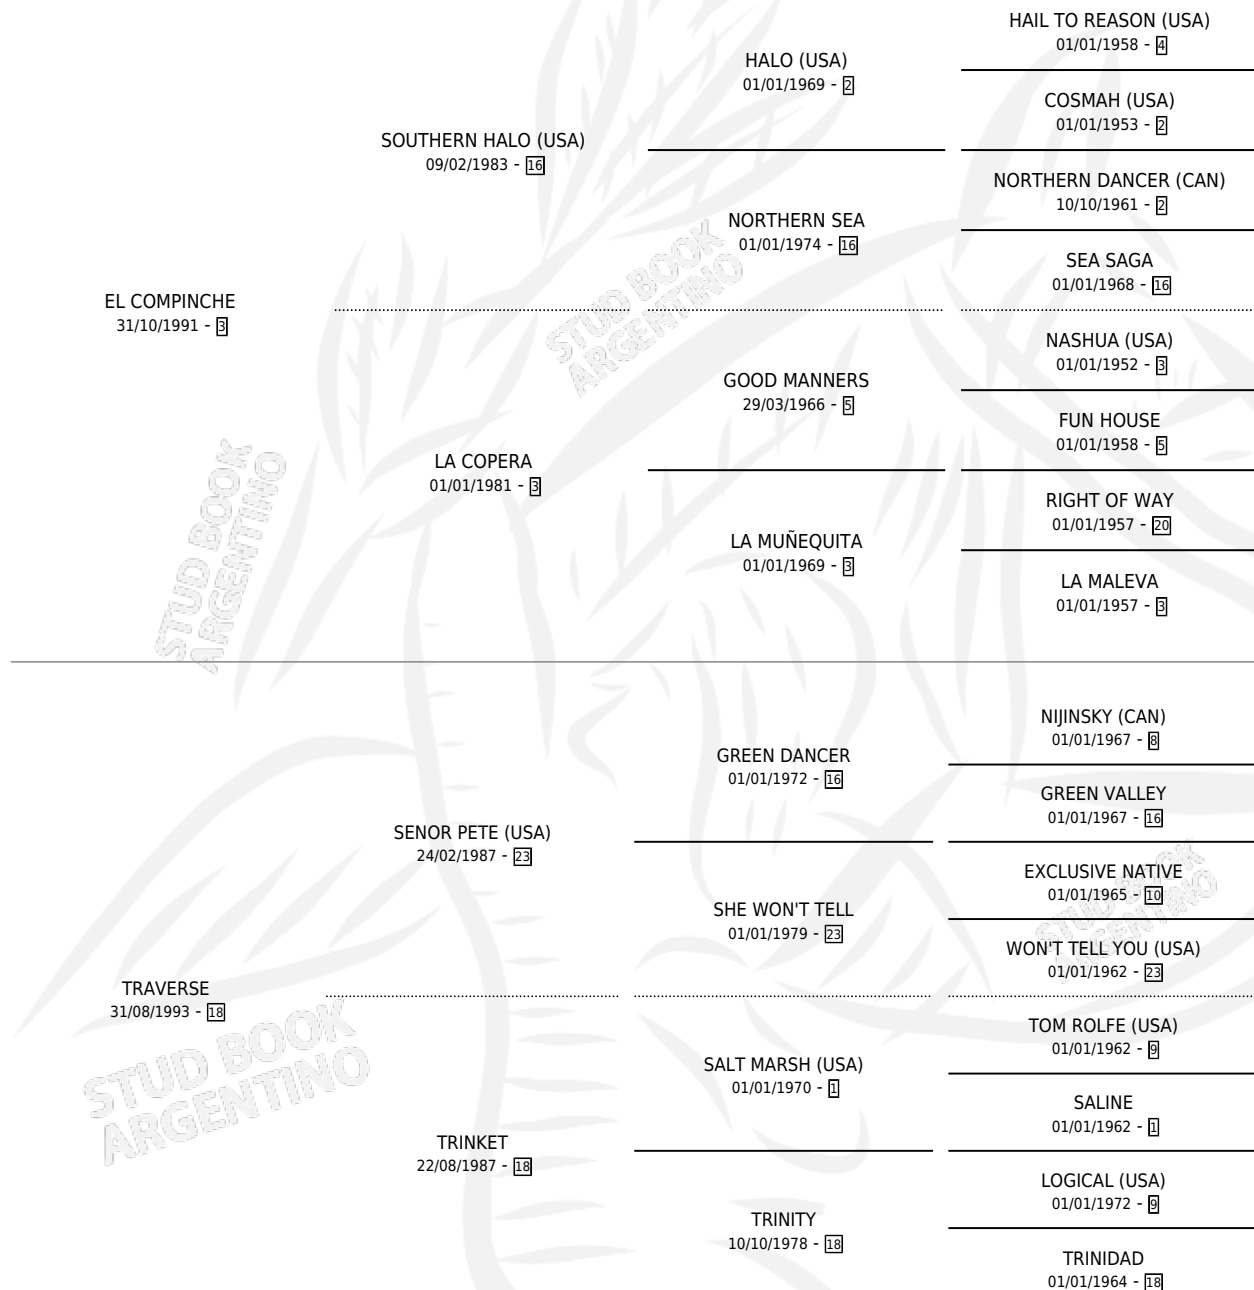 HAIL TO REASON (USA)
01/01/1958 - 4
HALO (USA)
01/01/1969 - 2
COSMAH (USA)
01/01/1953 - 2
SOUTHERN HALO (USA)
09/02/1983 - 16
NORTHERN DANCER (CAN)
10/10/1961 - 2
NORTHERN SEA
01/01/1974 - 16
SEA SAGA
01/01/1968 - 16
EL COMPINCHE
31/10/1991 - 3
STUD BOOK
ARGENTINO
NASHUA (USA)
01/01/1952 - 3
GOOD MANNERS
29/03/1966 - 5
FUN HOUSE
01/01/1958 - 5
LA COPERA
01/01/1981 - 3
RIGHT OF WAY
01/01/1957 - 20
LA MUÑEQUITA
01/01/1969 - 3
LA MALEVA
01/01/1957 - 3
STUD BOOK
ARGENTINO
NIJINSKY (CAN)
01/01/1967 - 8
GREEN DANCER
01/01/1972 - 16
GREEN VALLEY
01/01/1967 - 16
SENOR PETE (USA)
24/02/1987 - 23
EXCLUSIVE NATIVE
01/01/1965 - 10
SHE WON'T TELL
01/01/1979 - 23
STUD BOOK
ARGENTINO
WON'T TELL YOU (USA)
01/01/1962 - 23
TRAVERSE
31/08/1993 - 18
TOM ROLFE (USA)
01/01/1962 - 9
SALT MARSH (USA)
01/01/1970 - 1
STUD BOOK
ARGENTINO
SALINE
01/01/1962 - 1
TRINKET
22/08/1987 - 18
LOGICAL (USA)
01/01/1972 - 9
TRINITY
10/10/1978 - 18
TRINIDAD
01/01/1964 - 18